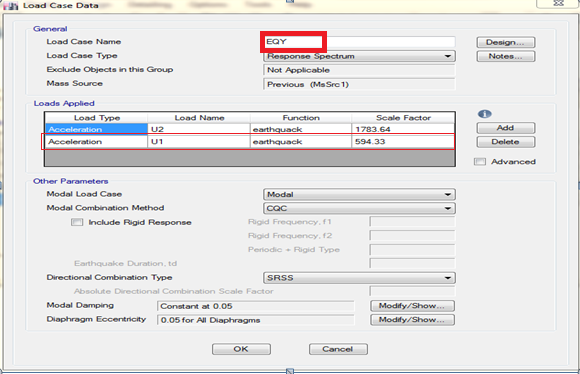 Load Case Data
General
Load Case Name EQY Design...
Load Case Type Response Spectrum Notes...
Exclude Objects in this Group Not Applicable
Mass Source Previous (MsSrc1)
Loads Applied
Load Type Load Name Function Scale Factor
Acceleration U2 earthquack 1783.64 Add
Acceleration U1 earthquack 594.33 Delete
Advanced
Other Parameters
Modal Load Case Modal
Modal Combination Method CQC
Include Rigid Response Rigid Frequency, f1
Rigid Frequency, f2
Periodic + Rigid Type
Earthquake Duration, td
Directional Combination Type SRSS
Absolute Directional Combination Scale Factor
Modal Damping Constant at 0.05 Modify/Show...
Diaphragm Eccentricity 0.05 for All Diaphragms Modify/Show...
OK Cancel